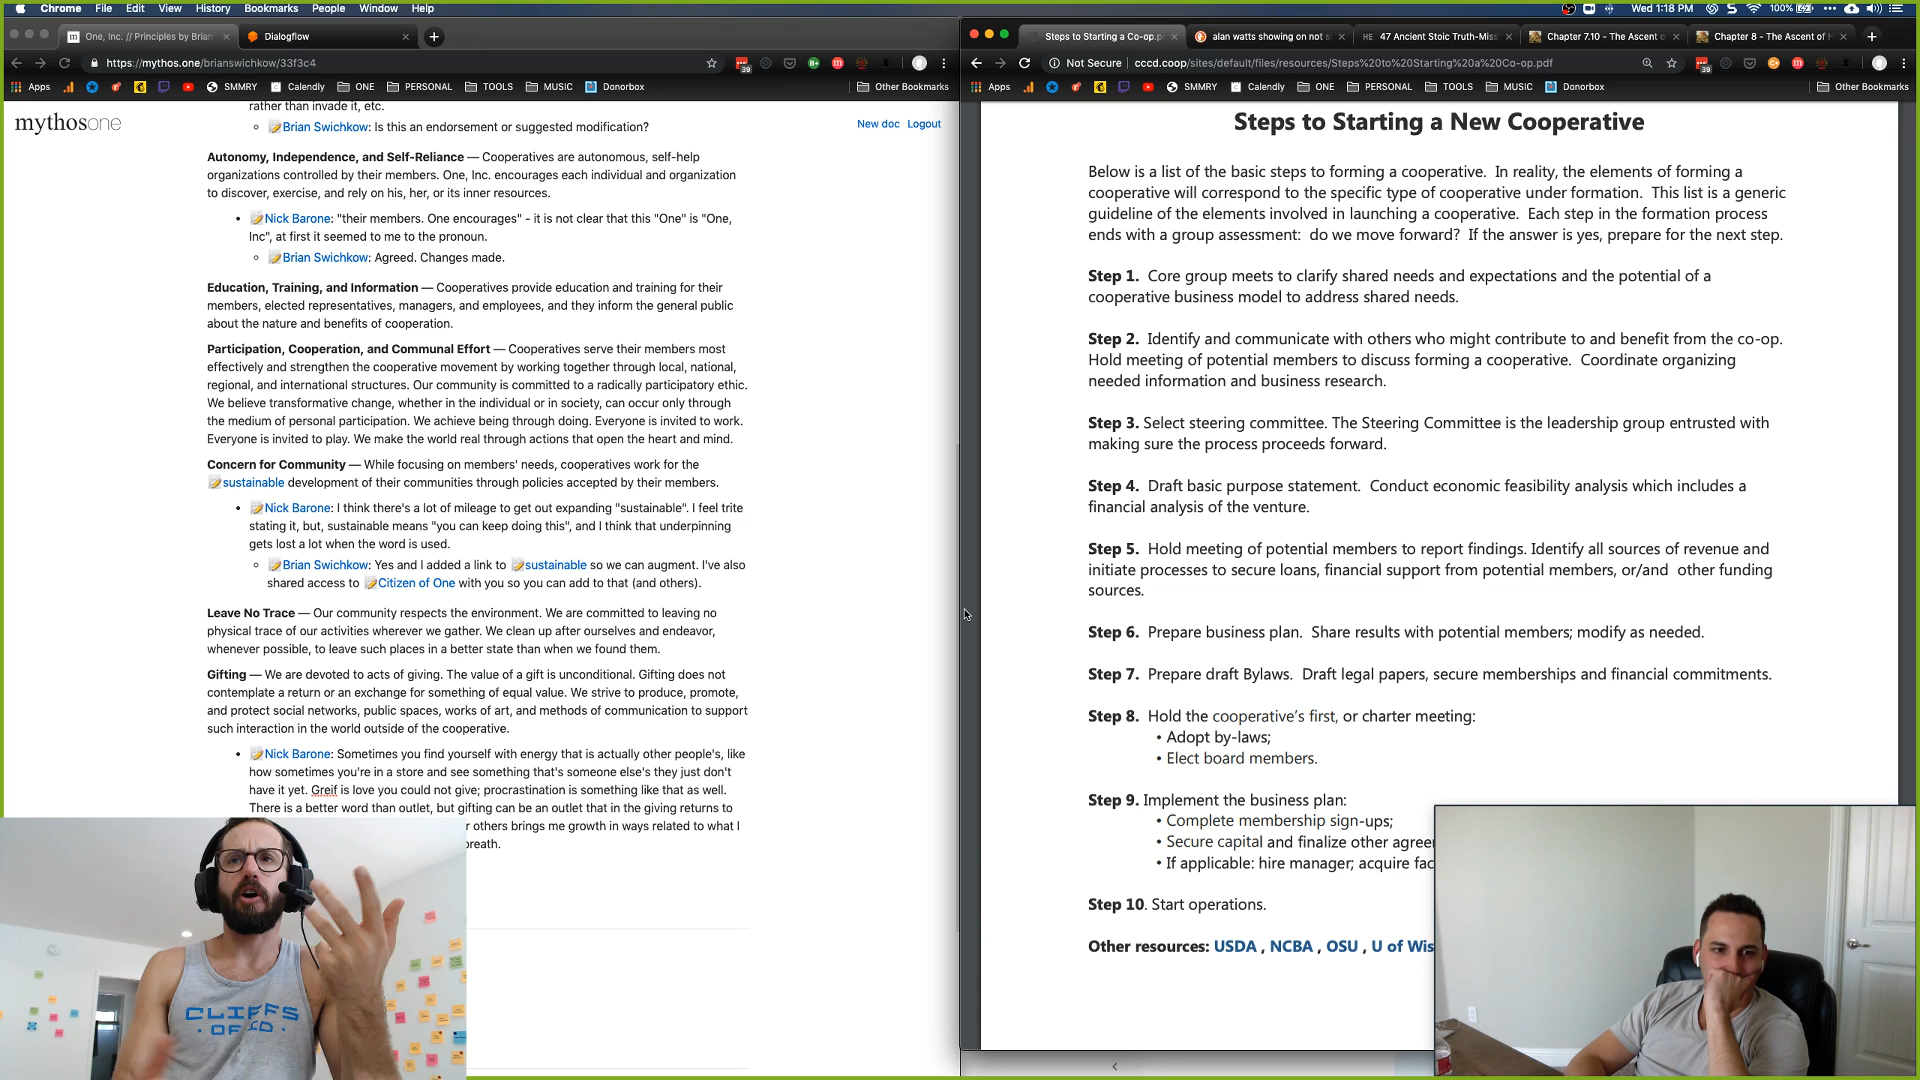 Chrome File Edit View History Bookmarks People Window Help
100%
Wed 1:18 PM
One, Inc. // Principles by Brian
Dialogflow
https://mythos.one/brianswichkow/33f3c4
39
Apps
SMMRY
Calendly
ONE
PERSONAL
TOOLS
MUSIC
Donorbox
Other Bookmarks
mythosone
New doc Logout
rather than invade it, etc.
Brian Swichkow: Is this an endorsement or suggested modification?
Autonomy, Independence, and Self-Reliance — Cooperatives are autonomous, self-help
organizations controlled by their members. One, Inc. encourages each individual and organization
to discover, exercise, and rely on his, her, or its inner resources.
Nick Barone: "their members. One encourages" - it is not clear that this "One" is "One,
Inc", at first it seemed to me to the pronoun.
Brian Swichkow: Agreed. Changes made.
Education, Training, and Information — Cooperatives provide education and training for their
members, elected representatives, managers, and employees, and they inform the general public
about the nature and benefits of cooperation.
Participation, Cooperation, and Communal Effort — Cooperatives serve their members most
effectively and strengthen the cooperative movement by working together through local, national,
regional, and international structures. Our community is committed to a radically participatory ethic.
We believe transformative change, whether in the individual or in society, can occur only through
the medium of personal participation. We achieve being through doing. Everyone is invited to work.
Everyone is invited to play. We make the world real through actions that open the heart and mind.
Concern for Community — While focusing on members' needs, cooperatives work for the
sustainable development of their communities through policies accepted by their members.
Nick Barone: I think there's a lot of mileage to get out expanding "sustainable". I feel trite
stating it, but, sustainable means "you can keep doing this", and I think that underpinning
gets lost a lot when the word is used.
Brian Swichkow: Yes and I added a link to sustainable so we can augment. I've also
shared access to Citizen of One with you so you can add to that (and others).
Leave No Trace — Our community respects the environment. We are committed to leaving no
physical trace of our activities wherever we gather. We clean up after ourselves and endeavor,
whenever possible, to leave such places in a better state than when we found them.
Gifting — We are devoted to acts of giving. The value of a gift is unconditional. Gifting does not
contemplate a return or an exchange for something of equal value. We strive to produce, promote,
and protect social networks, public spaces, works of art, and methods of communication to support
such interaction in the world outside of the cooperative.
Nick Barone: Sometimes you find yourself with energy that is actually other people's, like
how sometimes you're in a store and see something that's someone else's they just don't
have it yet. Greif is love you could not give; procrastination is something like that as well.
There is a better word than outlet, but gifting can be an outlet that in the giving returns to
r others brings me growth in ways related to what I
breath.
CLIFFS
Steps to Starting a Co-op.p
alan watts showing on not s
47 Ancient Stoic Truth-Miss
Chapter 7.10 - The Ascent o
Chapter 8 - The Ascent of H
Not Secure
cccd.coop/sites/default/files/resources/Steps%20to%20Starting%20a%20Co-op.pdf
39
Apps
SMMRY
Calendly
ONE
PERSONAL
TOOLS
MUSIC
Donorbox
Other Bookmarks
Steps to Starting a New Cooperative
Below is a list of the basic steps to forming a cooperative. In reality, the elements of forming a
cooperative will correspond to the specific type of cooperative under formation. This list is a generic
guideline of the elements involved in launching a cooperative. Each step in the formation process
ends with a group assessment: do we move forward? If the answer is yes, prepare for the next step.
Step 1. Core group meets to clarify shared needs and expectations and the potential of a
cooperative business model to address shared needs.
Step 2. Identify and communicate with others who might contribute to and benefit from the co-op.
Hold meeting of potential members to discuss forming a cooperative. Coordinate organizing
needed information and business research.
Step 3. Select steering committee. The Steering Committee is the leadership group entrusted with
making sure the process proceeds forward.
Step 4. Draft basic purpose statement. Conduct economic feasibility analysis which includes a
financial analysis of the venture.
Step 5. Hold meeting of potential members to report findings. Identify all sources of revenue and
initiate processes to secure loans, financial support from potential members, or/and other funding
sources.
Step 6. Prepare business plan. Share results with potential members; modify as needed.
Step 7. Prepare draft Bylaws. Draft legal papers, secure memberships and financial commitments.
Step 8. Hold the cooperative's first, or charter meeting:
• Adopt by-laws;
• Elect board members.
Step 9. Implement the business plan:
• Complete membership sign-ups;
• Secure capital and finalize other agreer
• If applicable: hire manager; acquire fac
Step 10. Start operations.
Other resources: USDA , NCBA , OSU , U of Wis